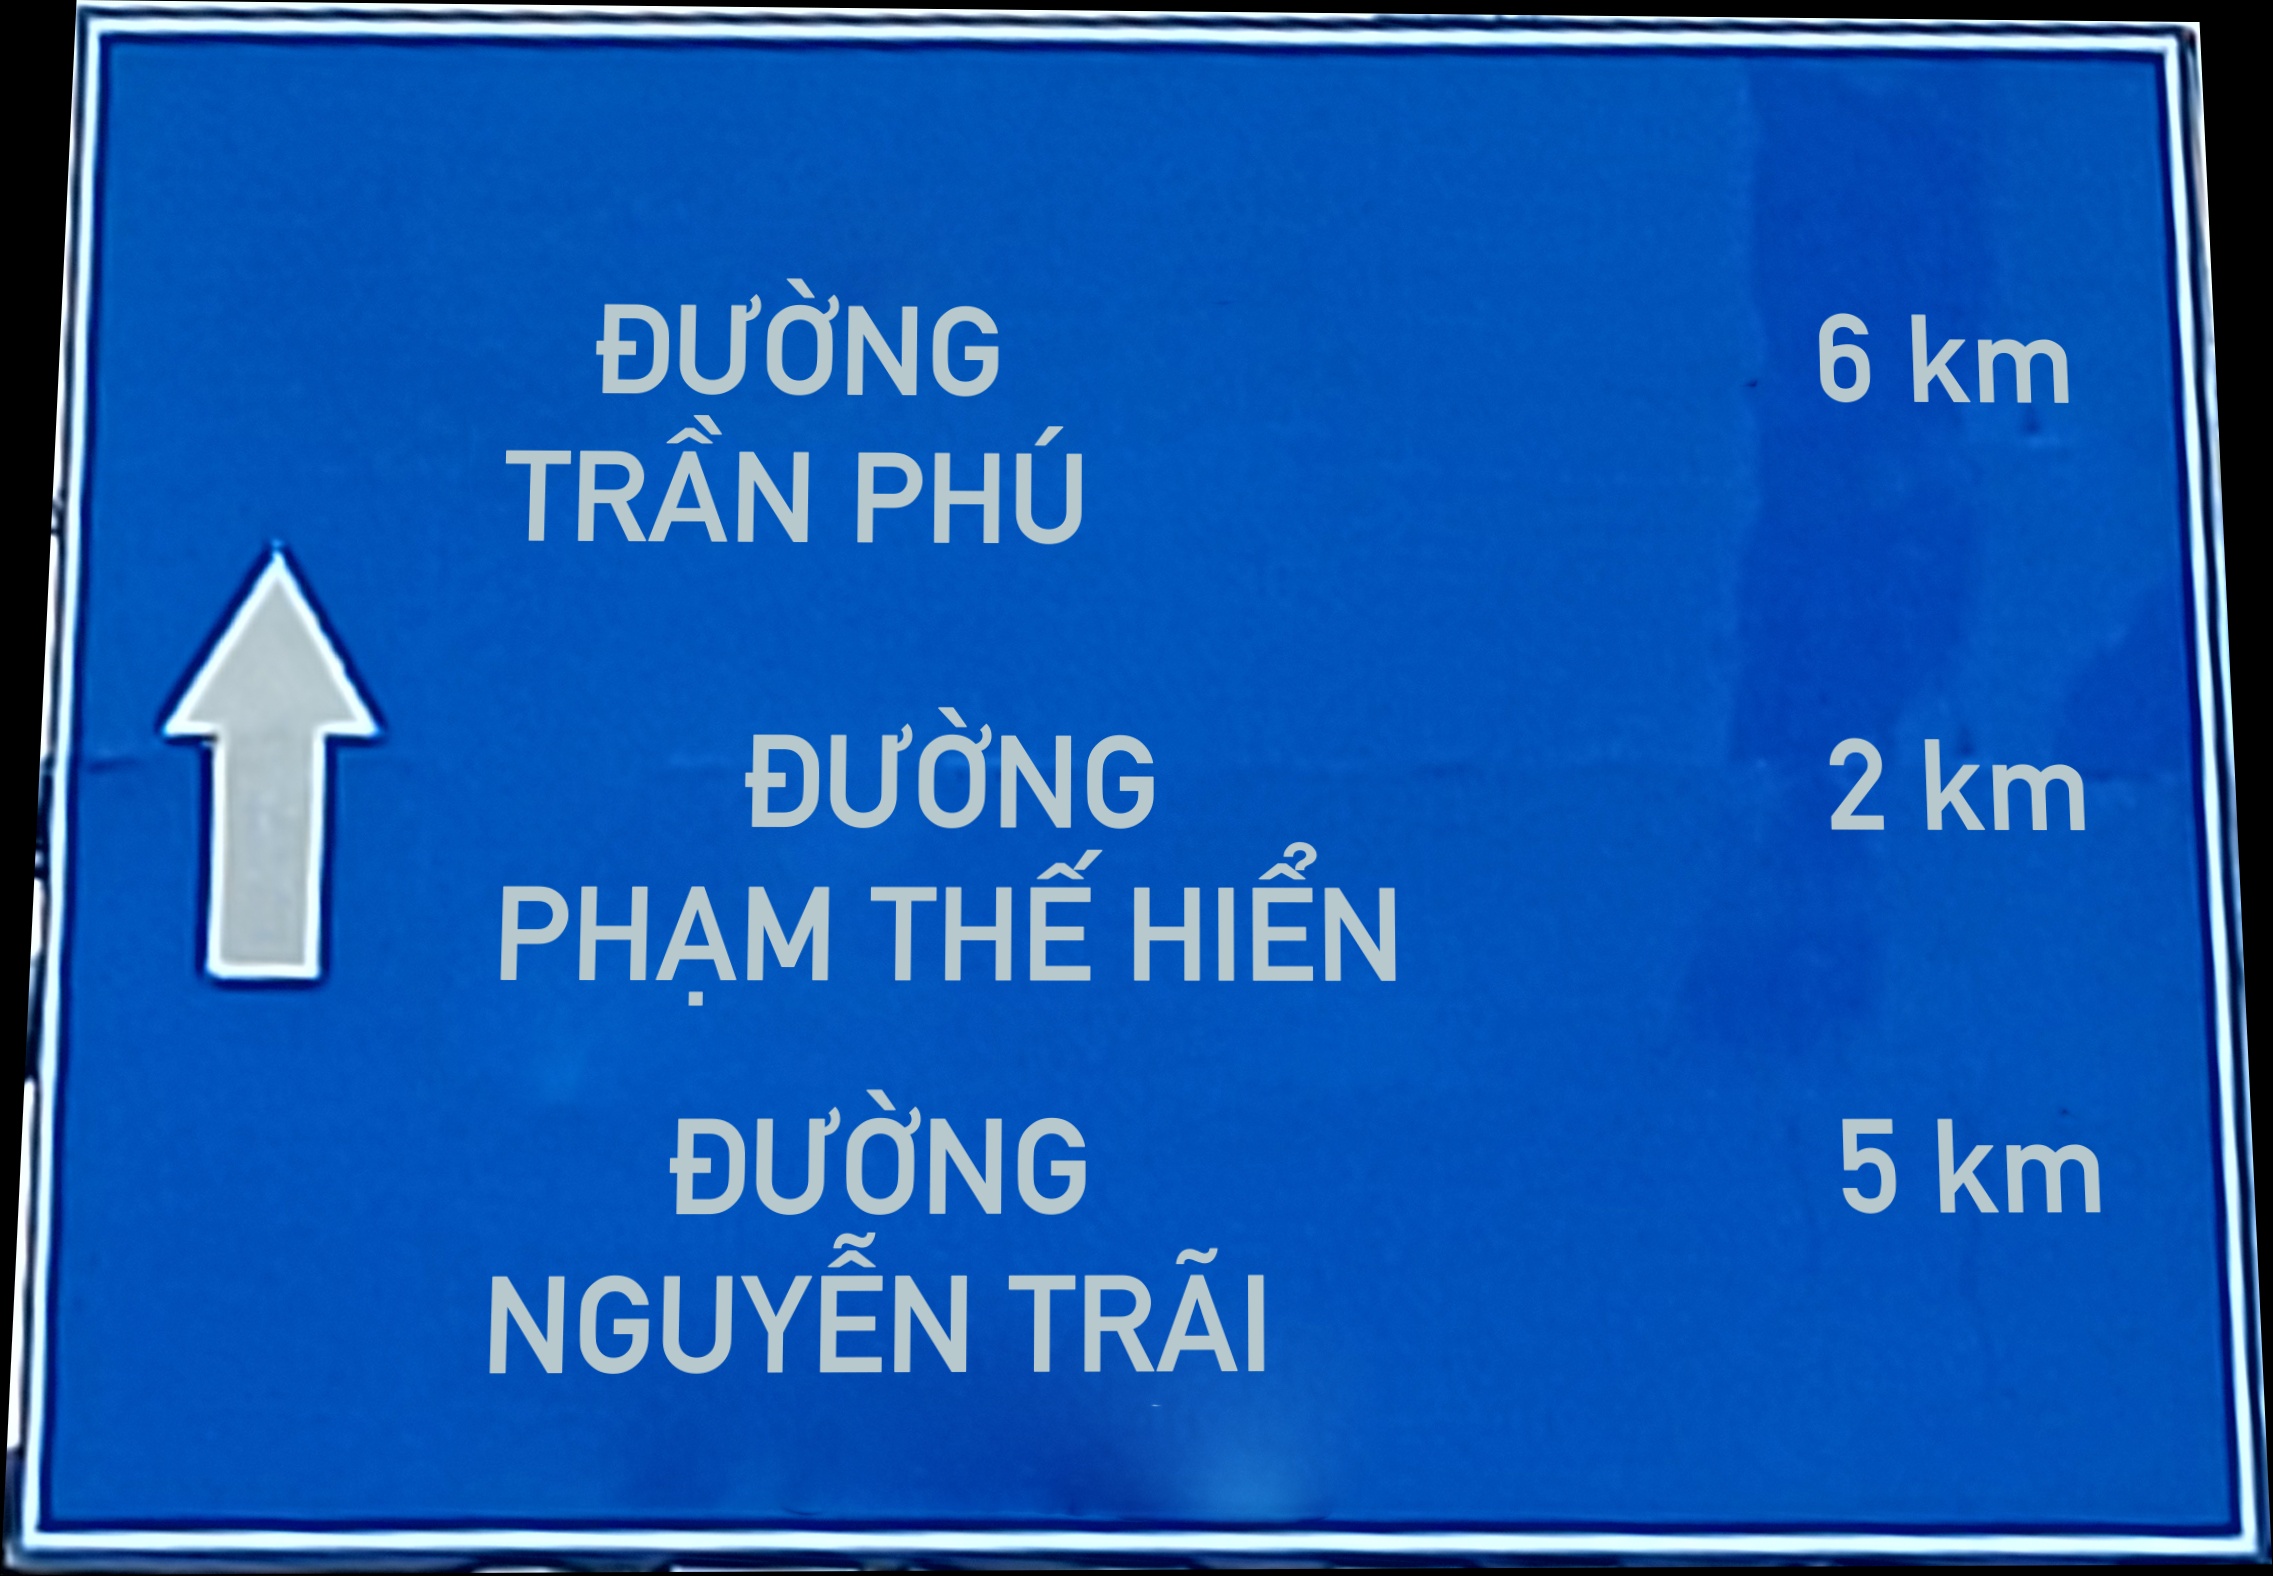 ĐƯỜNG 6 km
TRẦN PHÚ
ĐƯỜNG 2 km
PHẠM THẾ HIỂN
ĐƯỜNG 5 km
NGUYỄN TRÃI